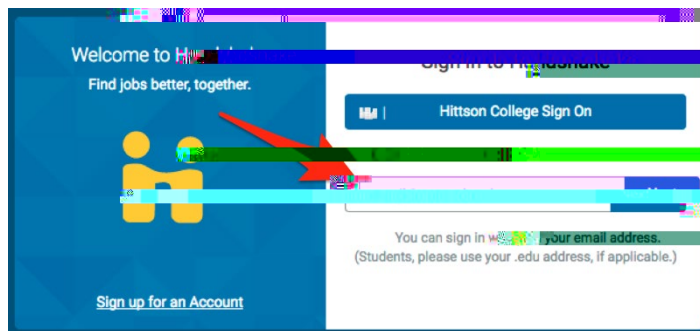 Welcome to
Find jobs better, together.
Sign up for an Account
Sign in to
Hittson College Sign On
You can sign in your email address.
(Students, please use your .edu address, if applicable.)